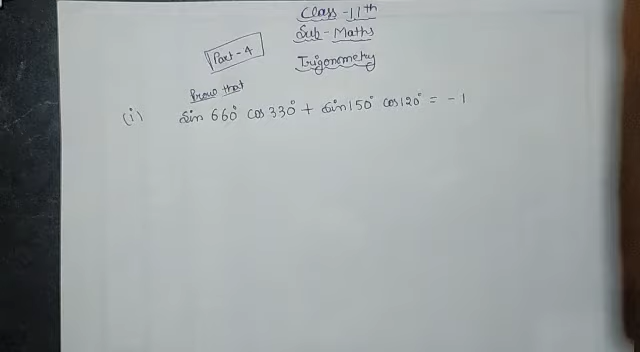 Class - 11th
Sub - Maths
Part - 4
Trigonometry
Prove that
(i) Sin 660° cos 330° + Sin 150° cos 120° = - 1